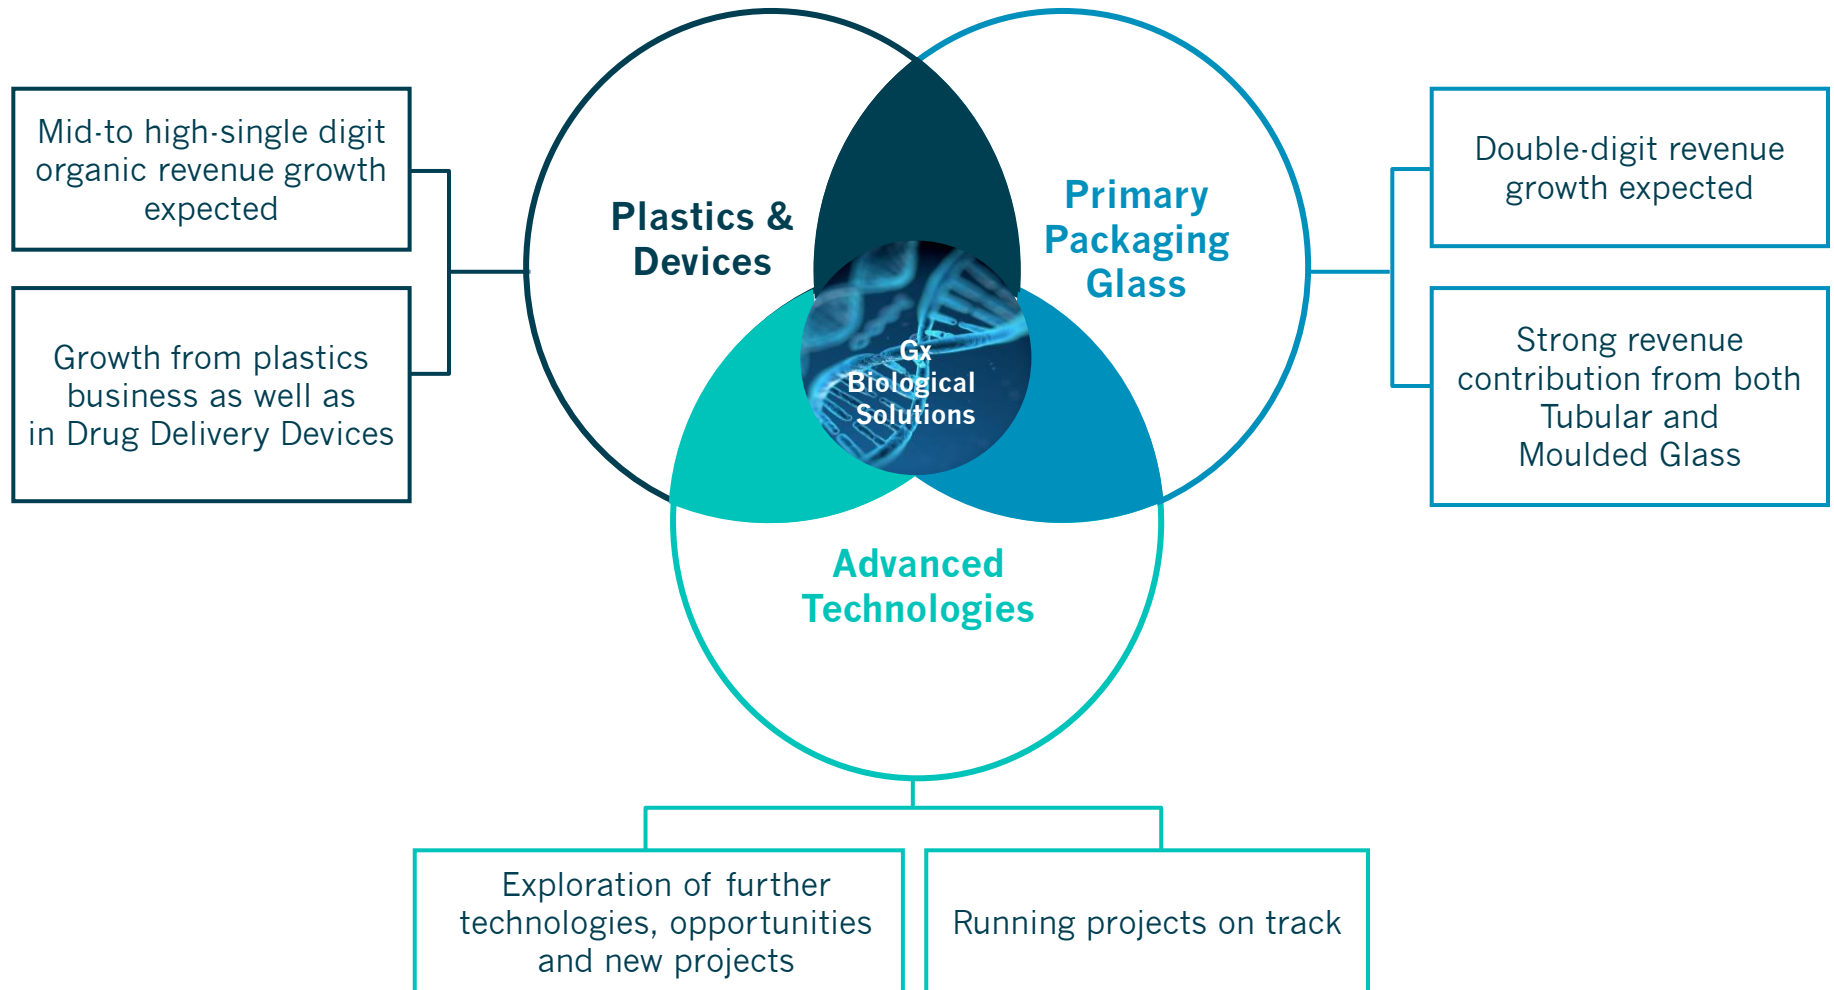 Mid-to high-single digit
organic revenue growth
expected
Growth from plastics
business as well as
in Drug Delivery Devices
Plastics &
Devices
Primary
Packaging
Glass
Gx
Biological
Solutions
Advanced
Technologies
Double-digit revenue
growth expected
Strong revenue
contribution from both
Tubular and
Moulded Glass
Exploration of further
technologies, opportunities
and new projects
Running projects on track